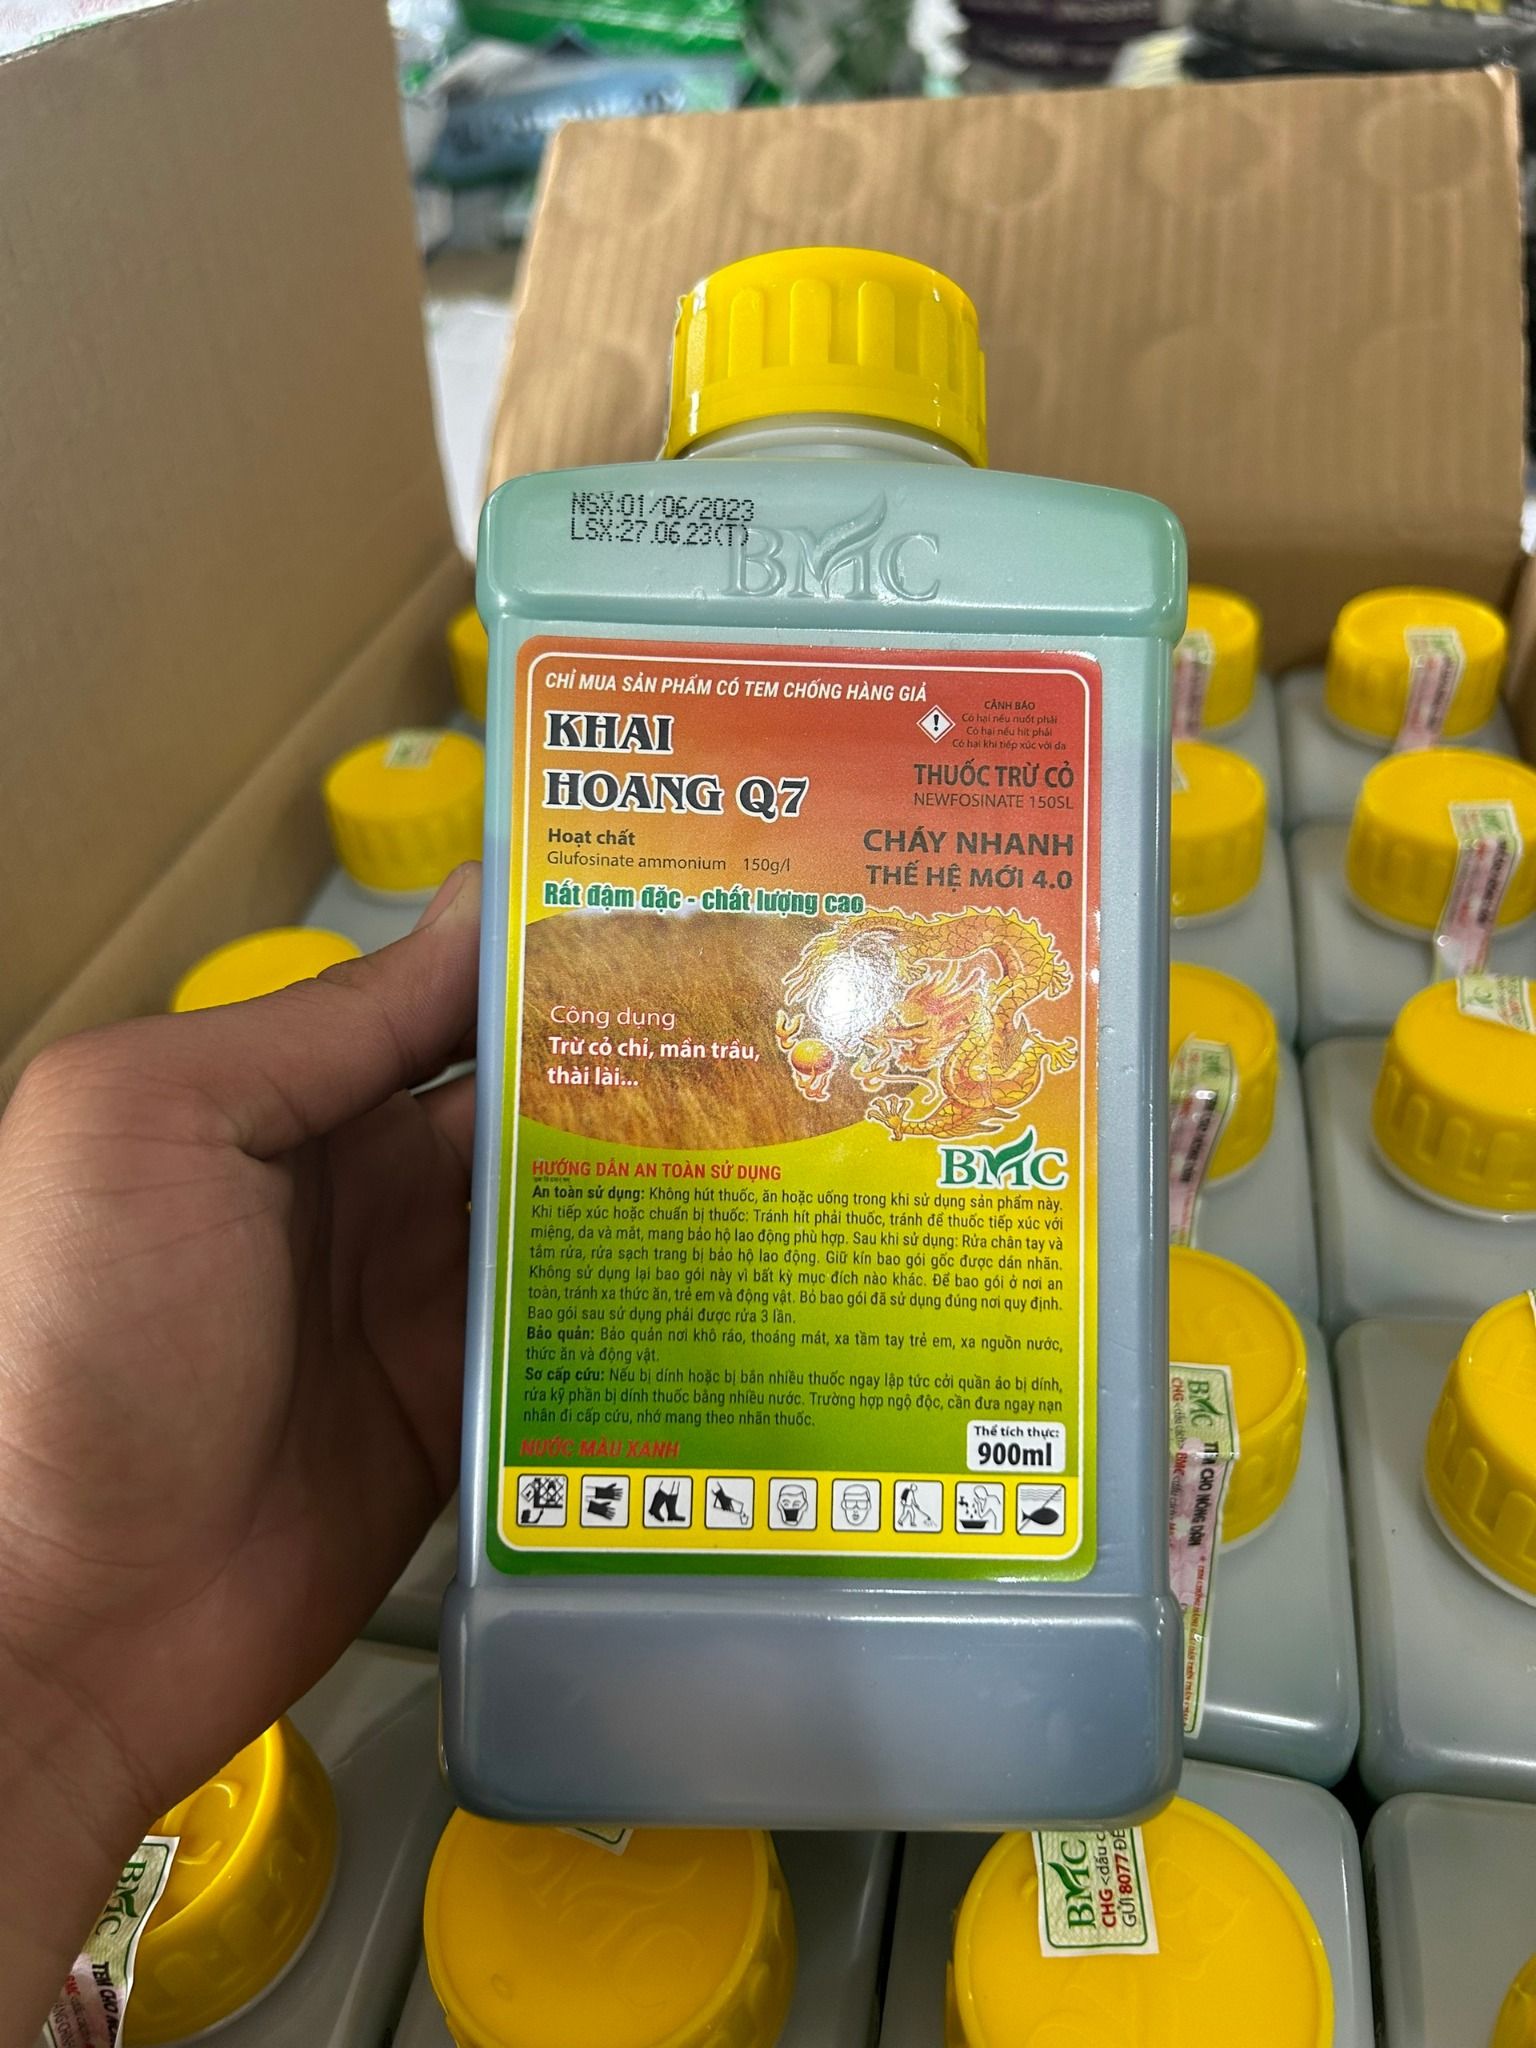 NSX:01/06/2023
LSX:27.06.23(T)
BMC
CHỈ MUA SẢN PHẨM CÓ TEM CHỐNG HÀNG GIẢ
KHAI
HOANG Q7
CẢNH BÁO
Có hại nếu nuốt phải
Có hại nếu hít phải
Có hại khi tiếp xúc với da
THUỐC TRỪ CỎ
NEWFOSINATE 150SL
Hoạt chất
Glufosinate ammonium 150g/l
CHÁY NHANH
THẾ HỆ MỚI 4.0
Rất đậm đặc - chất lượng cao
Công dụng
Trừ cỏ chỉ, mần trầu,
thài lài...
BMC
HƯỚNG DẪN AN TOÀN SỬ DỤNG
An toàn sử dụng: Không hút thuốc, ăn hoặc uống trong khi sử dụng sản phẩm này.
Khi tiếp xúc hoặc chuẩn bị thuốc: Tránh hít phải thuốc, tránh để thuốc tiếp xúc với
miệng, da và mắt, mang bảo hộ lao động phù hợp. Sau khi sử dụng: Rửa chân tay và
tắm rửa, rửa sạch trang bị bảo hộ lao động. Giữ kín bao gói gốc được dán nhãn.
Không sử dụng lại bao gói này vì bất kỳ mục đích nào khác. Để bao gói ở nơi an
toàn, tránh xa thức ăn, trẻ em và động vật. Bỏ bao gói đã sử dụng đúng nơi quy định.
Bao gói sau sử dụng phải được rửa 3 lần.
Bảo quản: Bảo quản nơi khô ráo, thoáng mát, xa tầm tay trẻ em, xa nguồn nước,
thức ăn và động vật.
Sơ cấp cứu: Nếu bị dính hoặc bị bắn nhiều thuốc ngay lập tức cởi quần áo bị dính,
rửa kỹ phần bị dính thuốc bằng nhiều nước. Trường hợp ngộ độc, cần đưa ngay nạn
nhân đi cấp cứu, nhớ mang theo nhãn thuốc.
NƯỚC MÀU XANH
Thể tích thực:
900ml
BMC
TEM CHO NÔNG DÂN
BMC
CHG <dấu c
GỬI 8077 ĐẾ
BMC